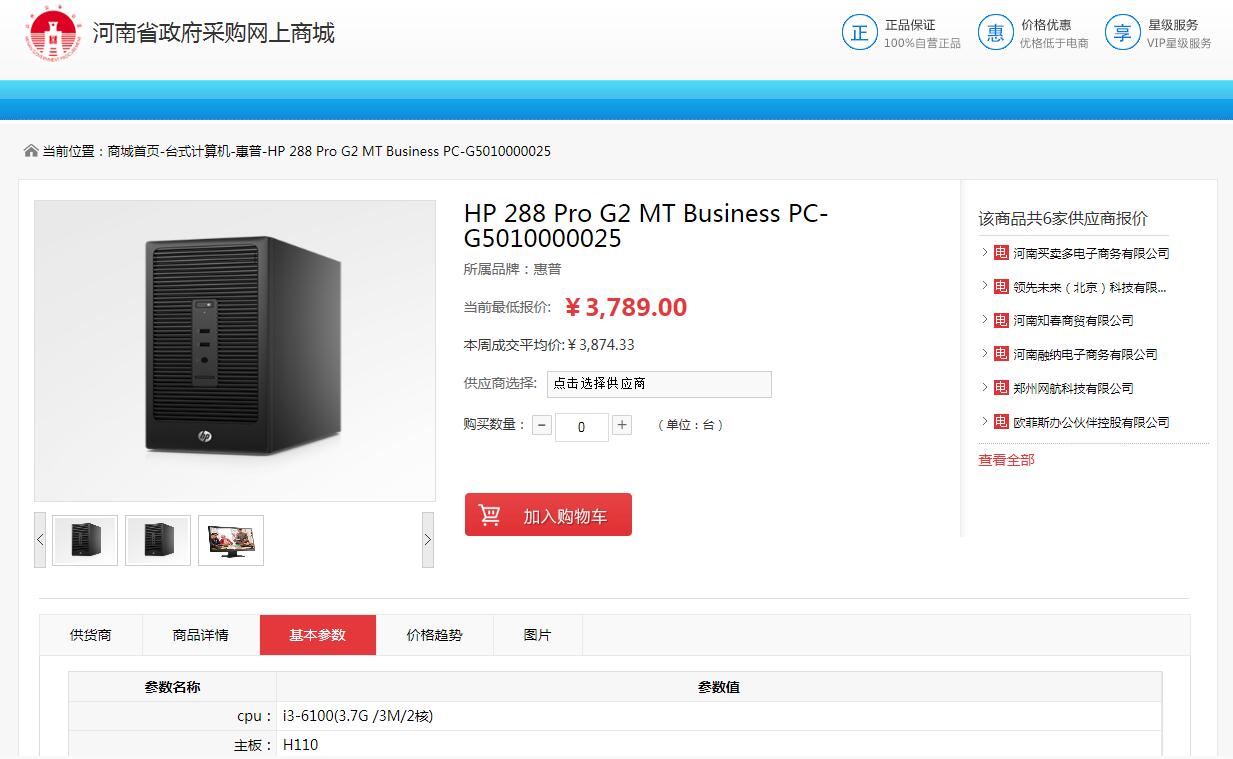 河南省政府采购网上商城
正
正品保证
100%自营正品
惠
价格优惠
优格低于电商
享
星级服务
VIP星级服务
当前位置：商城首页-台式计算机-惠普-HP 288 Pro G2 MT Business PC-G5010000025
HP 288 Pro G2 MT Business PC-
G5010000025
所属品牌：惠普
当前最低报价: ￥3,789.00
本周成交平均价:￥3,874.33
供应商选择: 点击选择供应商
购买数量： － 0 + （单位：台）
加入购物车
该商品共6家供应商报价
电 河南买卖多电子商务有限公司
电 领先未来（北京）科技有限...
电 河南知春商贸有限公司
电 河南融纳电子商务有限公司
电 郑州网航科技有限公司
电 欧菲斯办公伙伴控股有限公司
查看全部
hp
供货商 商品详情 基本参数 价格趋势 图片
参数名称 参数值
cpu： i3-6100(3.7G /3M/2核)
主板： H110